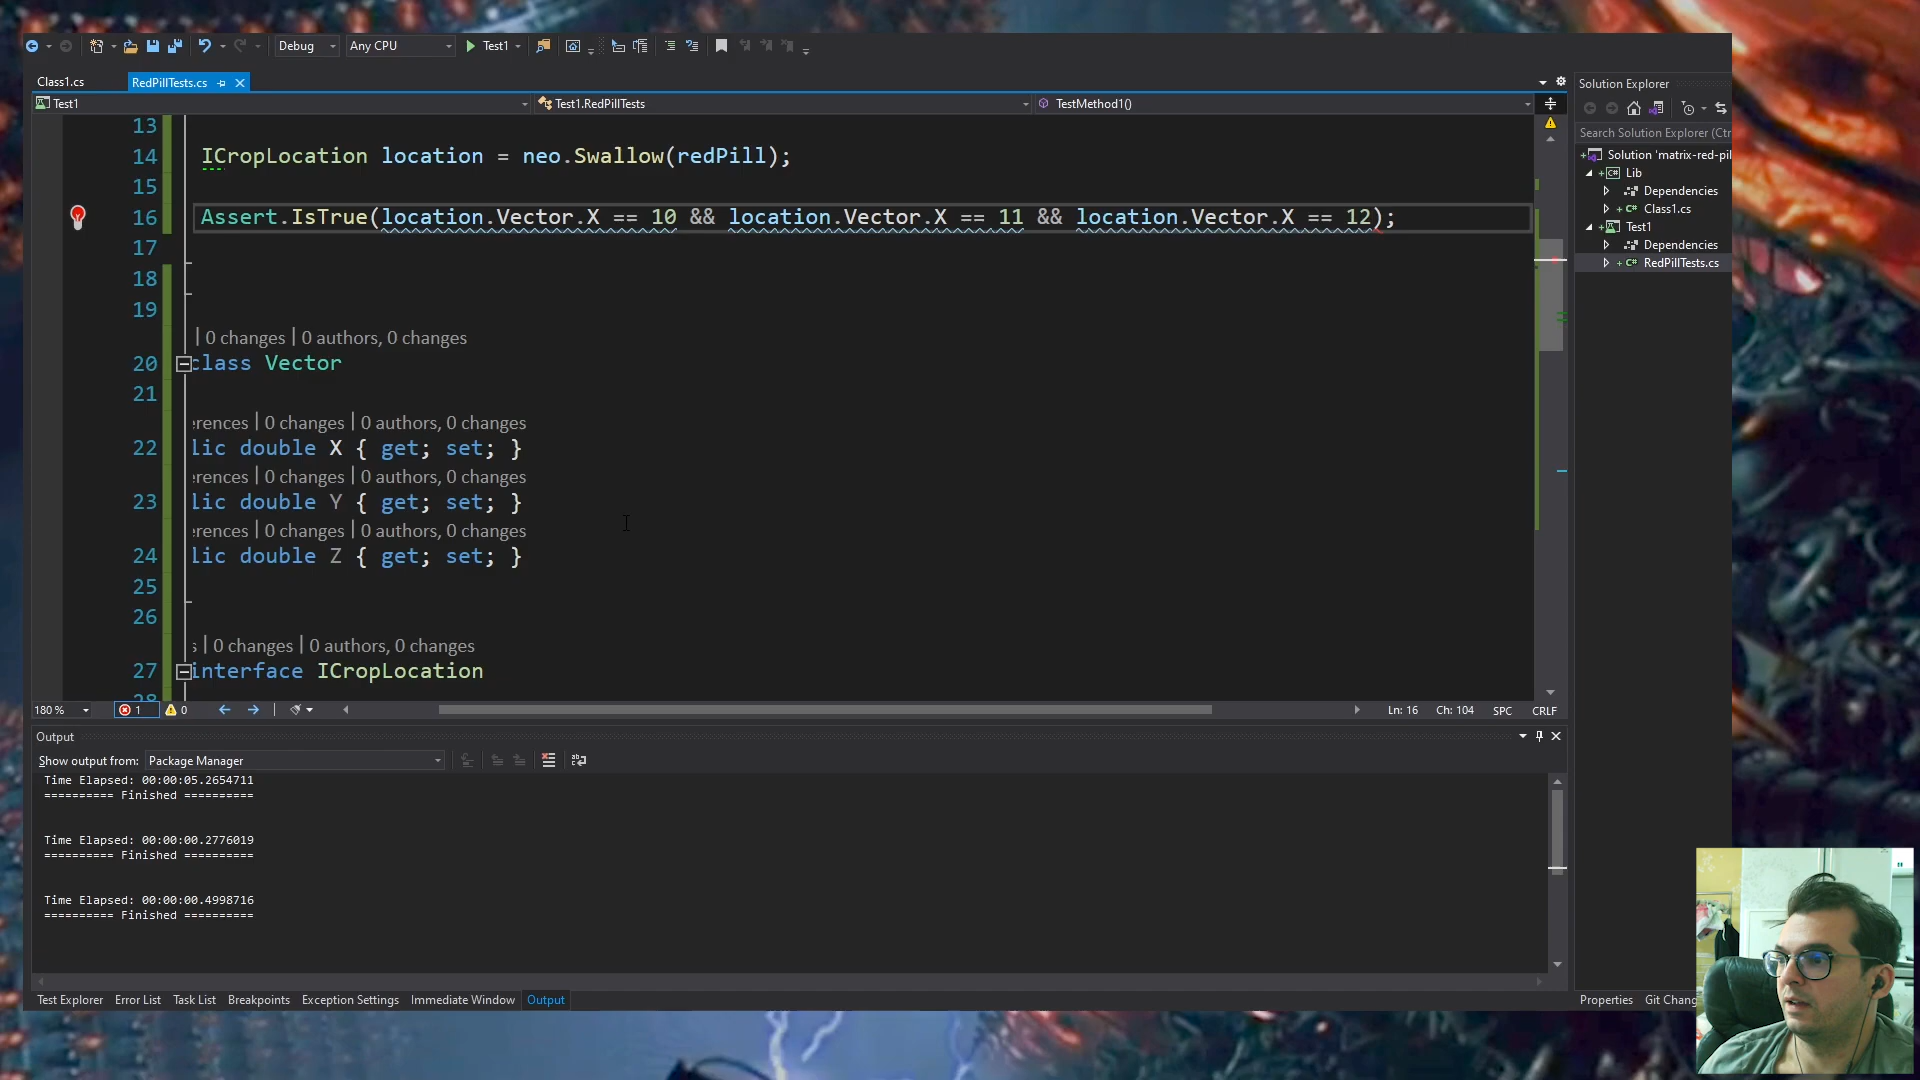 Debug
Any CPU
Test1
Class1.cs
RedPillTests.cs
Test1
Test1.RedPillTests
TestMethod1()
13
14 ICropLocation location = neo.Swallow(redPill);
15
16 Assert.IsTrue(location.Vector.X == 10 && location.Vector.X == 11 && location.Vector.X == 12);
17
18
19
| 0 changes | 0 authors, 0 changes
20 class Vector
21
erences | 0 changes | 0 authors, 0 changes
22 lic double X { get; set; }
erences | 0 changes | 0 authors, 0 changes
23 lic double Y { get; set; }
erences | 0 changes | 0 authors, 0 changes
24 lic double Z { get; set; }
25
26
s | 0 changes | 0 authors, 0 changes
27 interface ICropLocation
28
180 %
1
0
Ln: 16
Ch: 104
SPC
CRLF
Output
Show output from: Package Manager
Time Elapsed: 00:00:05.2654711
========== Finished ==========
Time Elapsed: 00:00:00.2776019
========== Finished ==========
Time Elapsed: 00:00:00.4998716
========== Finished ==========
Test Explorer
Error List
Task List
Breakpoints
Exception Settings
Immediate Window
Output
Solution Explorer
Search Solution Explorer (Ctr
Solution 'matrix-red-pil
Lib
Dependencies
Class1.cs
Test1
Dependencies
RedPillTests.cs
Properties
Git Chang